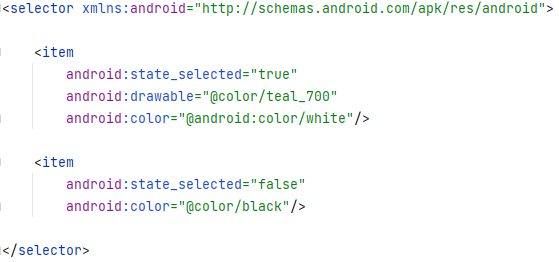 <selector xmlns:android="http://schemas.android.com/apk/res/android">
<item
android:state_selected="true"
android:drawable="@color/teal_700"
android:color="@android:color/white"/>
<item
android:state_selected="false"
android:color="@color/black"/>
</selector>